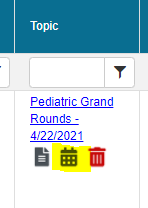 Topic
Pediatric Grand
Rounds -
4/22/2021